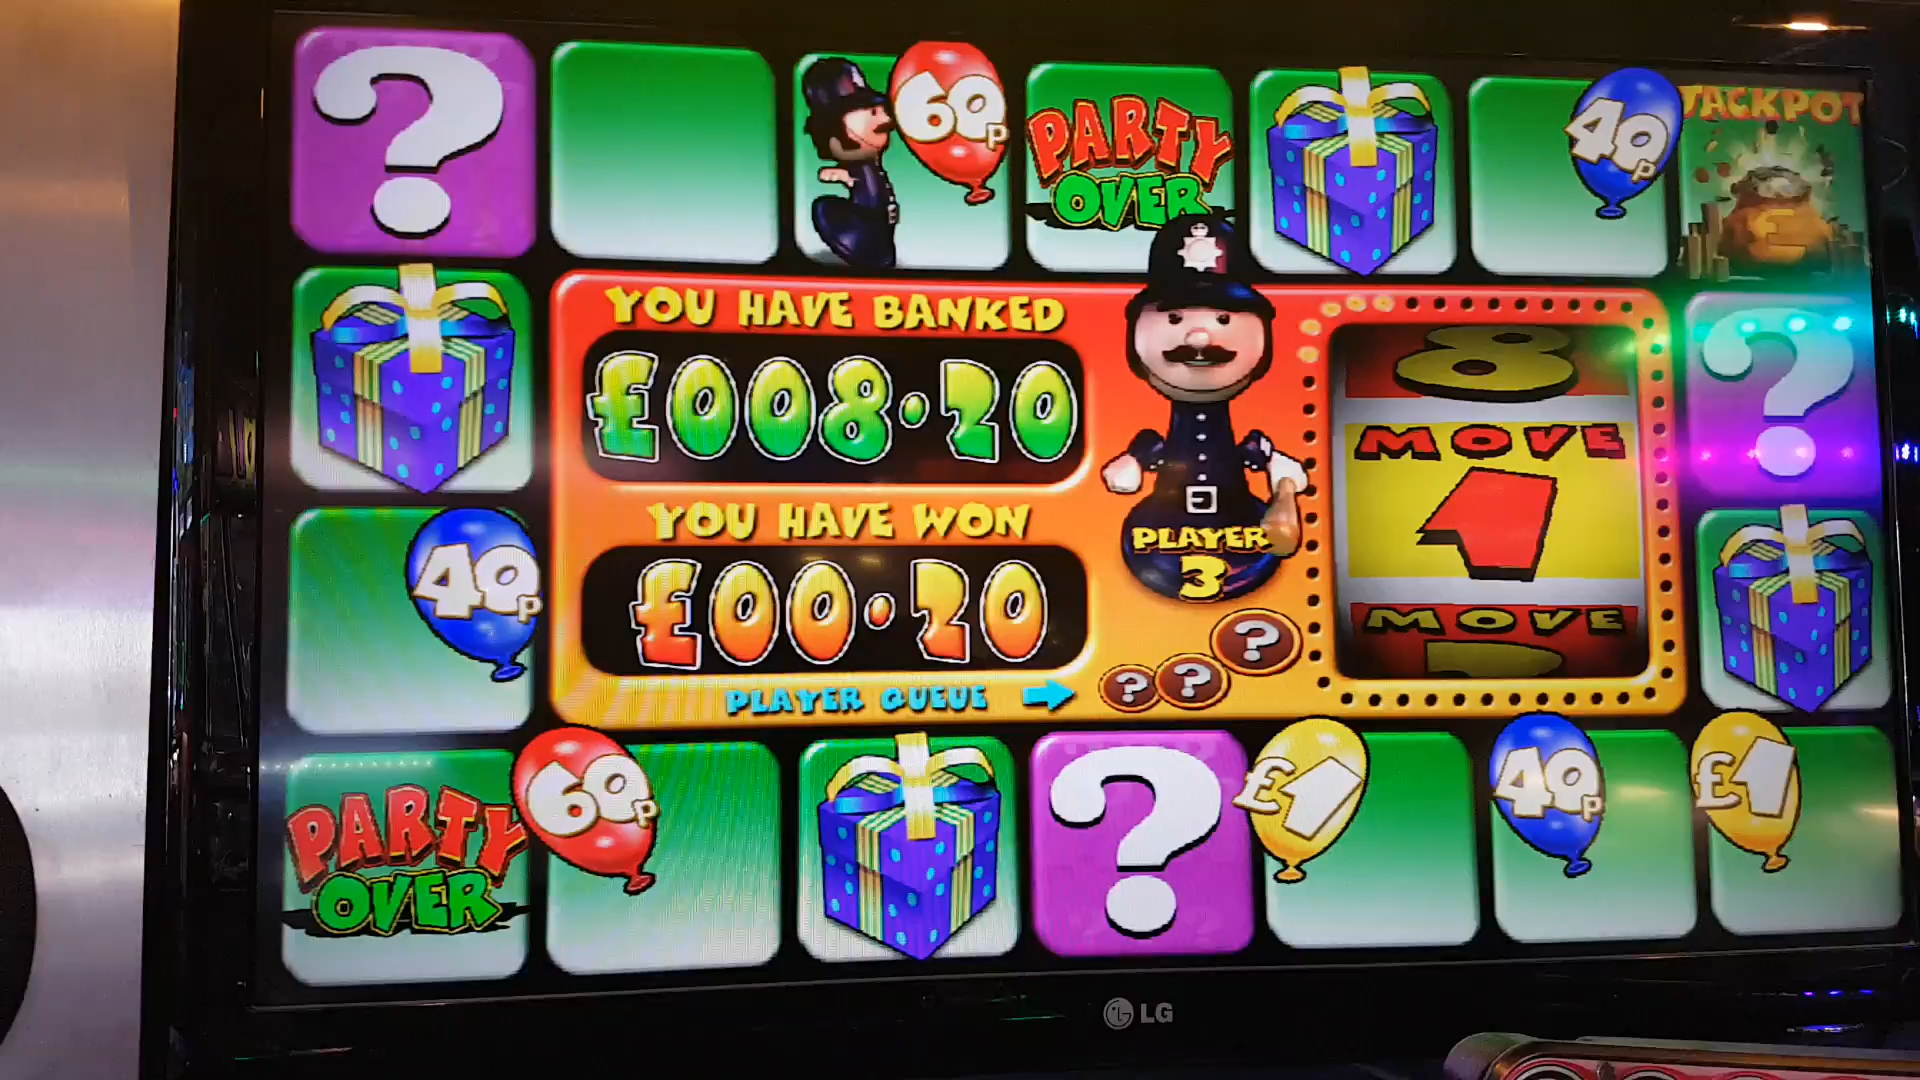 ?
60p
PARTY
OVER
40p
JACKPOT
£
YOU HAVE BANKED
£008.20
8
MOVE
1
?
40p
YOU HAVE WON
£00.20
PLAYER
3
MOVE
PLAYER QUEUE
? ? ?
PARTY
OVER
60p
?
£1
40p
£1
LG